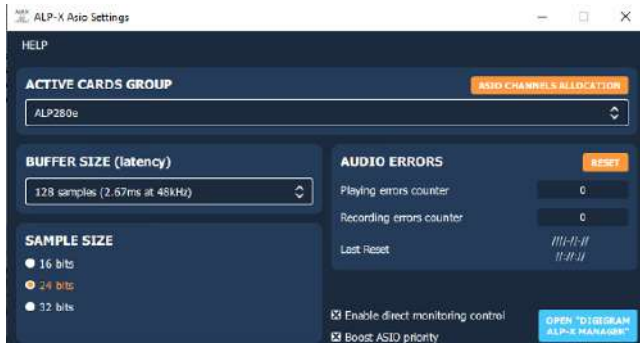 ALP-X Asio Settings
HELP
ACTIVE CARDS GROUP
ASIO CHANNELS ALLOCATION
ALP280e
BUFFER SIZE (latency)
128 samples (2.67ms at 48kHz)
SAMPLE SIZE
16 bits
24 bits
32 bits
AUDIO ERRORS
RESET
Playing errors counter
0
Recording errors counter
0
Last Reset
////-//-//
//:://://
Enable direct monitoring control
Boost ASIO priority
OPEN "DIGIGRAM
ALP-X MANAGER"